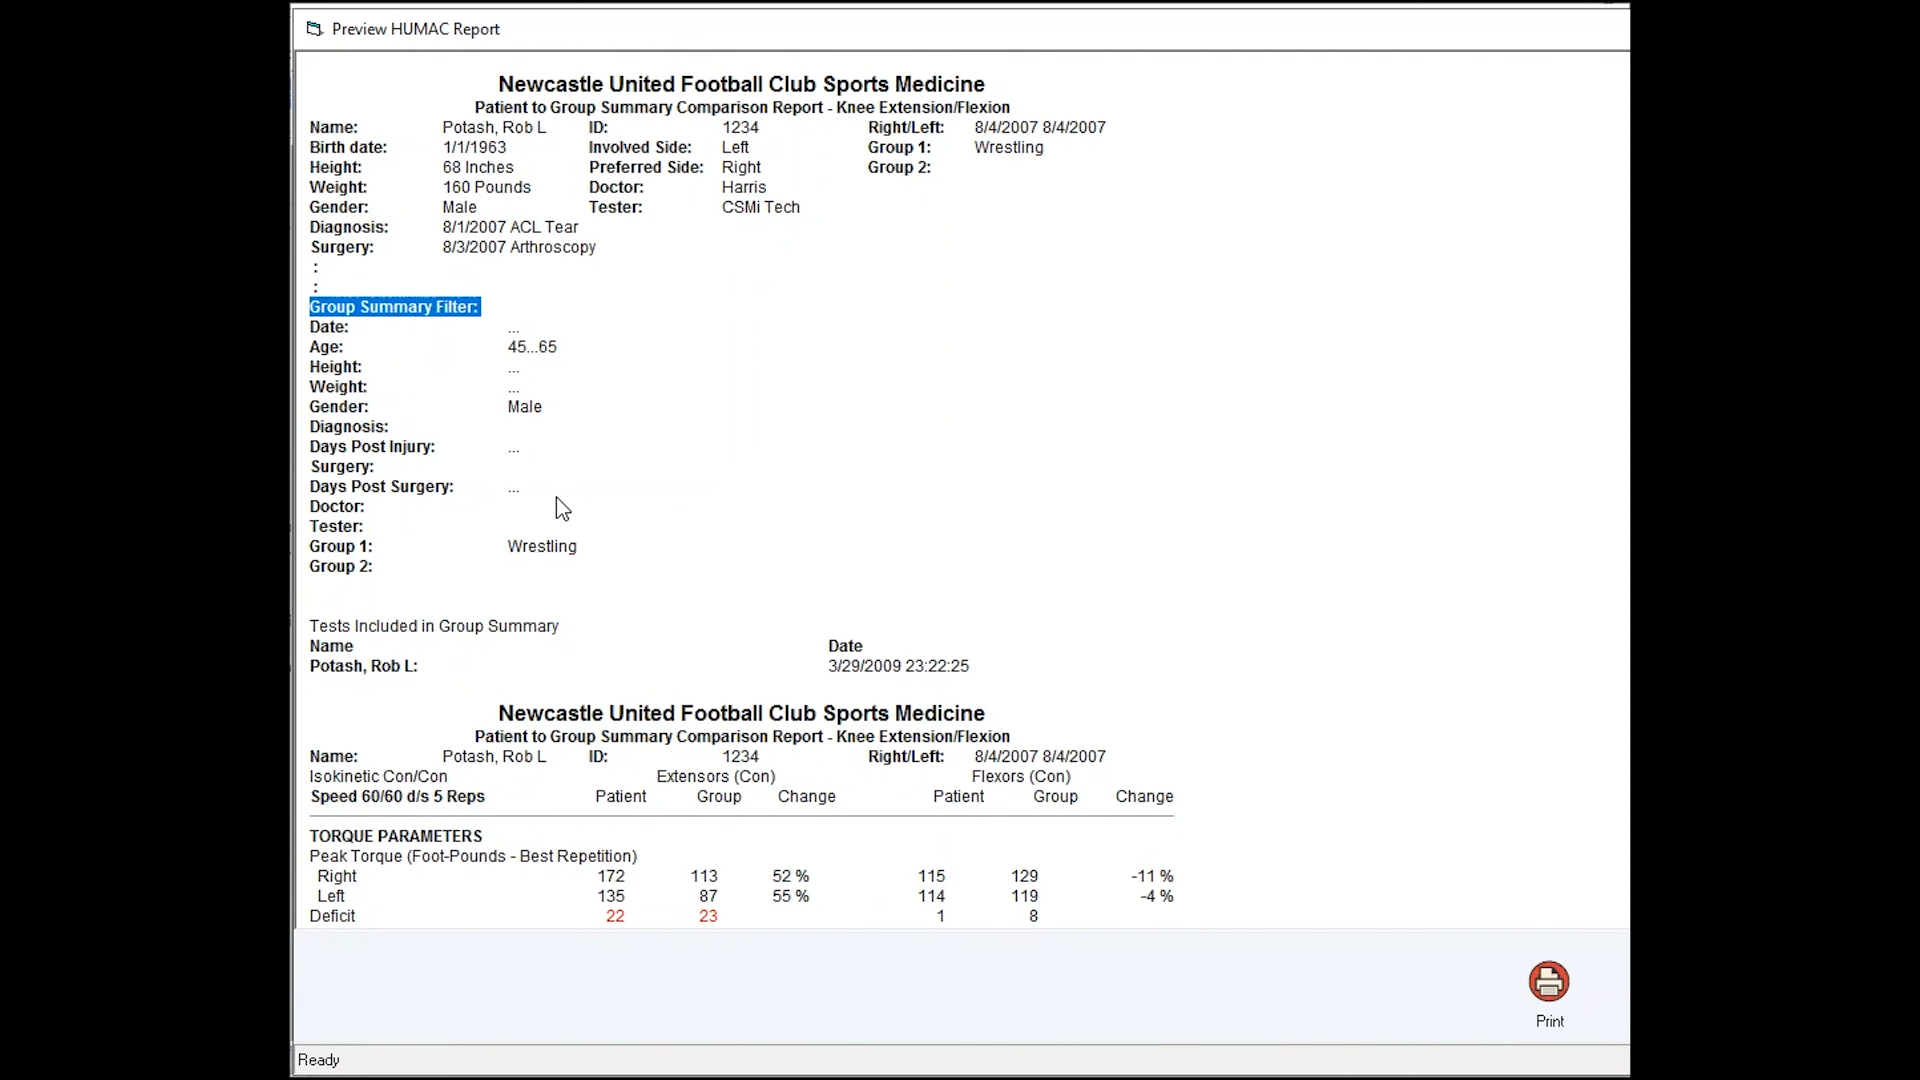 Preview HUMAC Report
Newcastle United Football Club Sports Medicine
Patient to Group Summary Comparison Report - Knee Extension/Flexion
Name: Potash, Rob L ID: 1234 Right/Left: 8/4/2007 8/4/2007
Birth date: 1/1/1963 Involved Side: Left Group 1: Wrestling
Height: 68 Inches Preferred Side: Right Group 2:
Weight: 160 Pounds Doctor: Harris
Gender: Male Tester: CSMi Tech
Diagnosis: 8/1/2007 ACL Tear
Surgery: 8/3/2007 Arthroscopy
:
:
Group Summary Filter:
Date: ...
Age: 45...65
Height: ...
Weight: ...
Gender: Male
Diagnosis:
Days Post Injury: ...
Surgery:
Days Post Surgery: ...
Doctor:
Tester:
Group 1: Wrestling
Group 2:
Tests Included in Group Summary
Name Date
Potash, Rob L: 3/29/2009 23:22:25
Newcastle United Football Club Sports Medicine
Patient to Group Summary Comparison Report - Knee Extension/Flexion
Name: Potash, Rob L ID: 1234 Right/Left: 8/4/2007 8/4/2007
Isokinetic Con/Con Extensors (Con) Flexors (Con)
Speed 60/60 d/s 5 Reps Patient Group Change Patient Group Change
TORQUE PARAMETERS
Peak Torque (Foot-Pounds - Best Repetition)
Right 172 113 52 % 115 129 -11 %
Left 135 87 55 % 114 119 -4 %
Deficit 22 23 1 8
Print
Ready